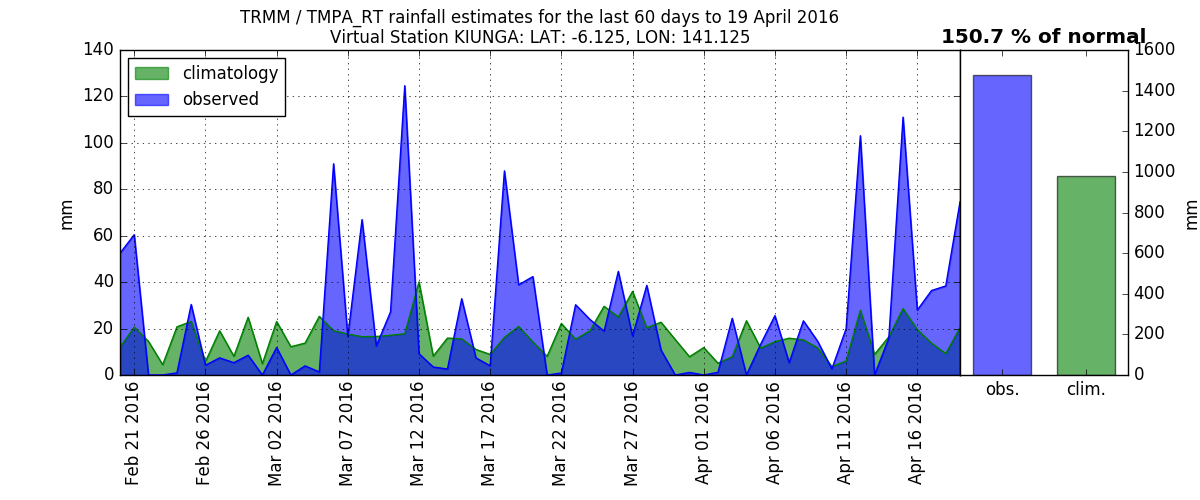 TRMM / TMPA_RT rainfall estimates for the last 60 days to 19 April 2016
Virtual Station KIUNGA: LAT: -6.125, LON: 141.125
150.7 % of normal
climatology
observed
mm
140
120
100
80
60
40
20
0
Feb 21 2016
Feb 26 2016
Mar 02 2016
Mar 07 2016
Mar 12 2016
Mar 17 2016
Mar 22 2016
Mar 27 2016
Apr 01 2016
Apr 06 2016
Apr 11 2016
Apr 16 2016
obs.
clim.
1600
1400
1200
1000
800
600
400
200
0
mm